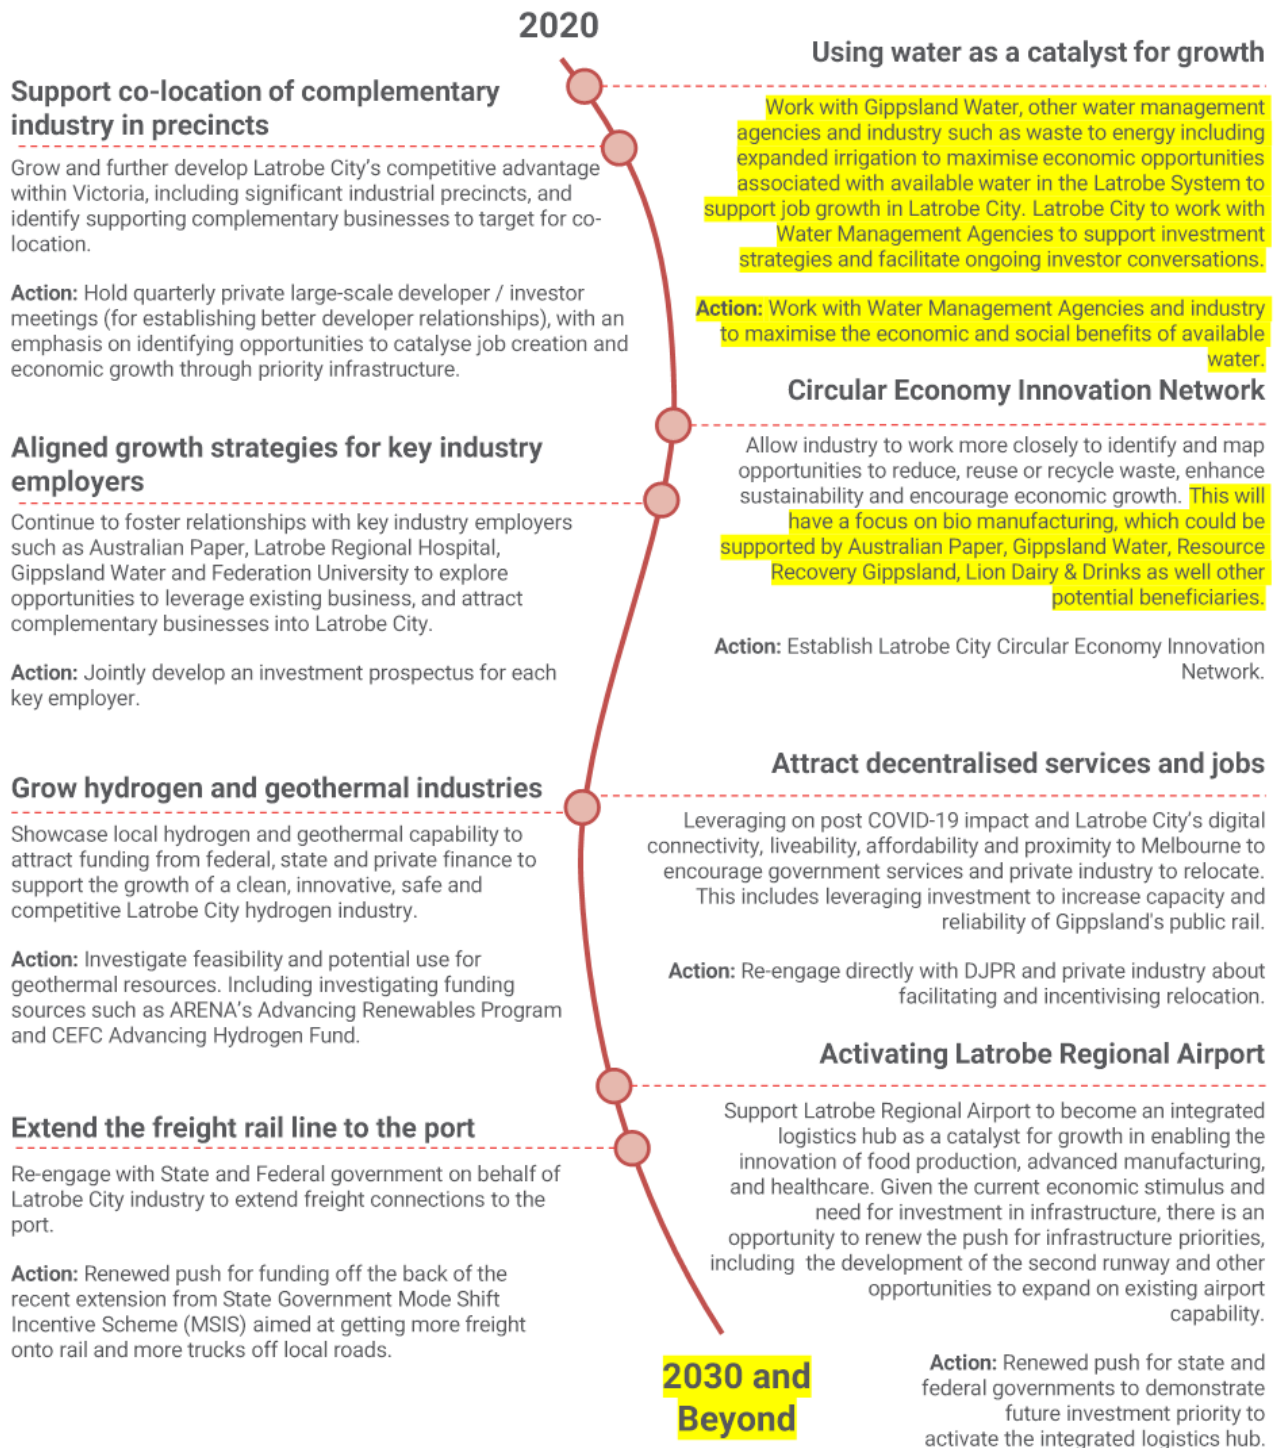 2020
Using water as a catalyst for growth
Work with Gippsland Water, other water management
agencies and industry such as waste to energy including
expanded irrigation to maximise economic opportunities
associated with available water in the Latrobe System to
support job growth in Latrobe City. Latrobe City to work with
Water Management Agencies to support investment
strategies and facilitate ongoing investor conversations.
Action: Work with Water Management Agencies and industry
to maximise the economic and social benefits of available
water.
Support co-location of complementary
industry in precincts
Grow and further develop Latrobe City's competitive advantage
within Victoria, including significant industrial precincts, and
identify supporting complementary businesses to target for co-
location.
Action: Hold quarterly private large-scale developer / investor
meetings (for establishing better developer relationships), with an
emphasis on identifying opportunities to catalyse job creation and
economic growth through priority infrastructure.
Circular Economy Innovation Network
Allow industry to work more closely to identify and map
opportunities to reduce, reuse or recycle waste, enhance
sustainability and encourage economic growth. This will
have a focus on bio manufacturing, which could be
supported by Australian Paper, Gippsland Water, Resource
Recovery Gippsland, Lion Dairy & Drinks as well other
potential beneficiaries.
Action: Establish Latrobe City Circular Economy Innovation
Network.
Aligned growth strategies for key industry
employers
Continue to foster relationships with key industry employers
such as Australian Paper, Latrobe Regional Hospital,
Gippsland Water and Federation University to explore
opportunities to leverage existing business, and attract
complementary businesses into Latrobe City.
Action: Jointly develop an investment prospectus for each
key employer.
Attract decentralised services and jobs
Leveraging on post COVID-19 impact and Latrobe City's digital
connectivity, liveability, affordability and proximity to Melbourne to
encourage government services and private industry to relocate.
This includes leveraging investment to increase capacity and
reliability of Gippsland's public rail.
Action: Re-engage directly with DJPR and private industry about
facilitating and incentivising relocation.
Grow hydrogen and geothermal industries
Showcase local hydrogen and geothermal capability to
attract funding from federal, state and private finance to
support the growth of a clean, innovative, safe and
competitive Latrobe City hydrogen industry.
Action: Investigate feasibility and potential use for
geothermal resources. Including investigating funding
sources such as ARENA's Advancing Renewables Program
and CEFC Advancing Hydrogen Fund.
Activating Latrobe Regional Airport
Support Latrobe Regional Airport to become an integrated
logistics hub as a catalyst for growth in enabling the
innovation of food production, advanced manufacturing,
and healthcare. Given the current economic stimulus and
need for investment in infrastructure, there is an
opportunity to renew the push for infrastructure priorities,
including the development of the second runway and other
opportunities to expand on existing airport
capability.
Action: Renewed push for state and
federal governments to demonstrate
future investment priority to
activate the integrated logistics hub.
Extend the freight rail line to the port
Re-engage with State and Federal government on behalf of
Latrobe City industry to extend freight connections to the
port.
Action: Renewed push for funding off the back of the
recent extension from State Government Mode Shift
Incentive Scheme (MSIS) aimed at getting more freight
onto rail and more trucks off local roads.
2030 and
Beyond